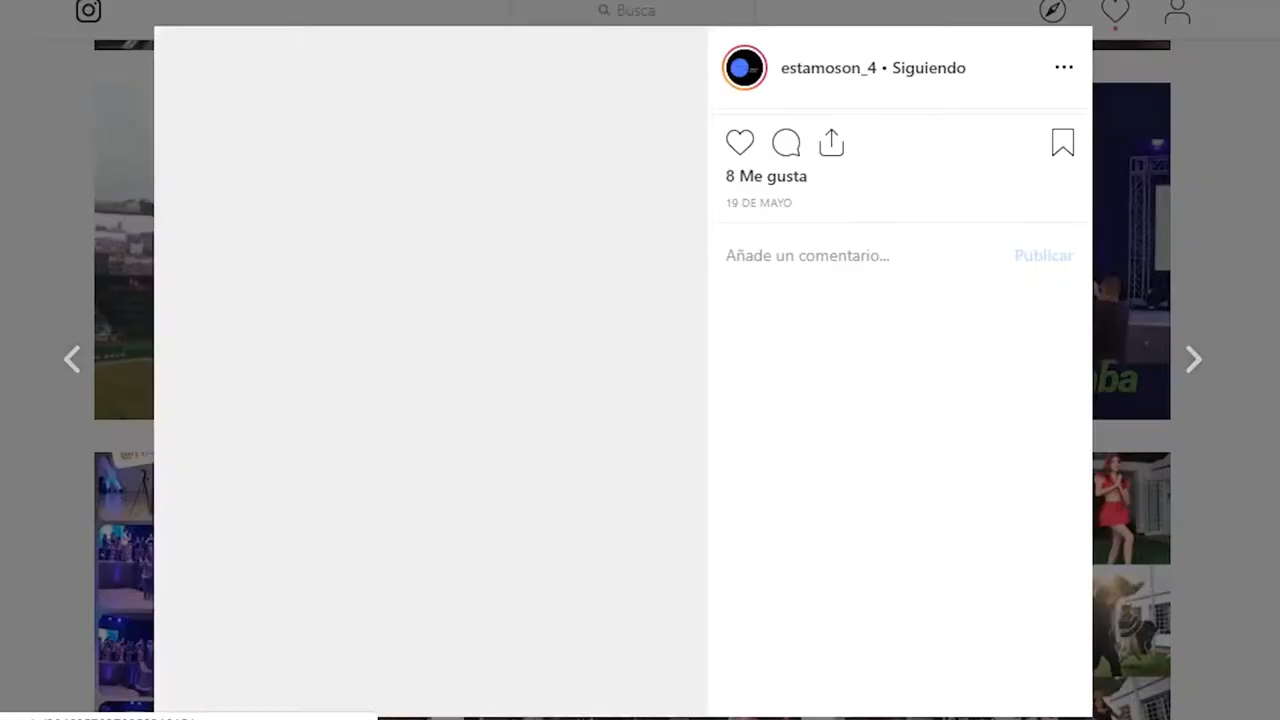 Busca
estamoson_4 • Siguiendo
8 Me gusta
19 DE MAYO
Añade un comentario... Publicar